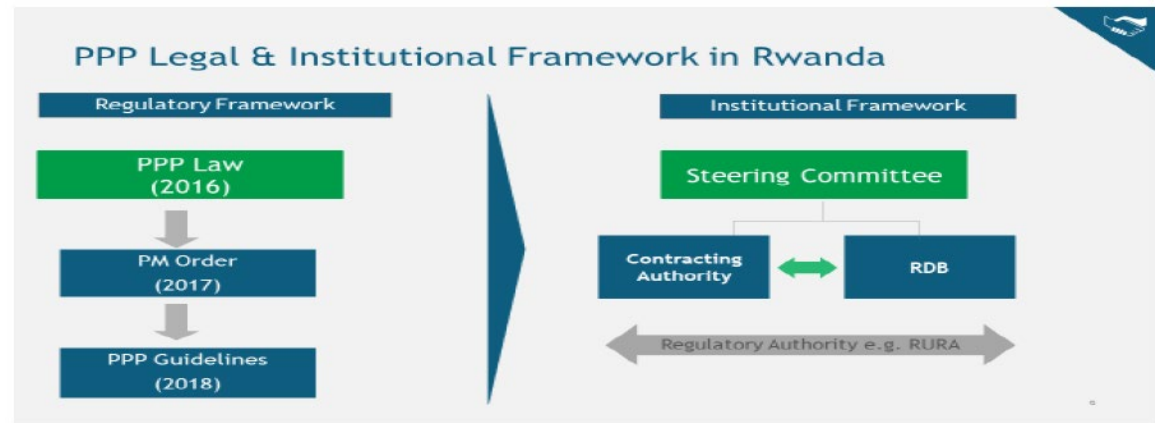 PPP Legal & Institutional Framework in Rwanda
Regulatory Framework
PPP Law
(2016)
PM Order
(2017)
PPP Guidelines
(2018)
Institutional Framework
Steering Committee
Contracting
Authority
RDB
Regulatory Authority e.g. RURA